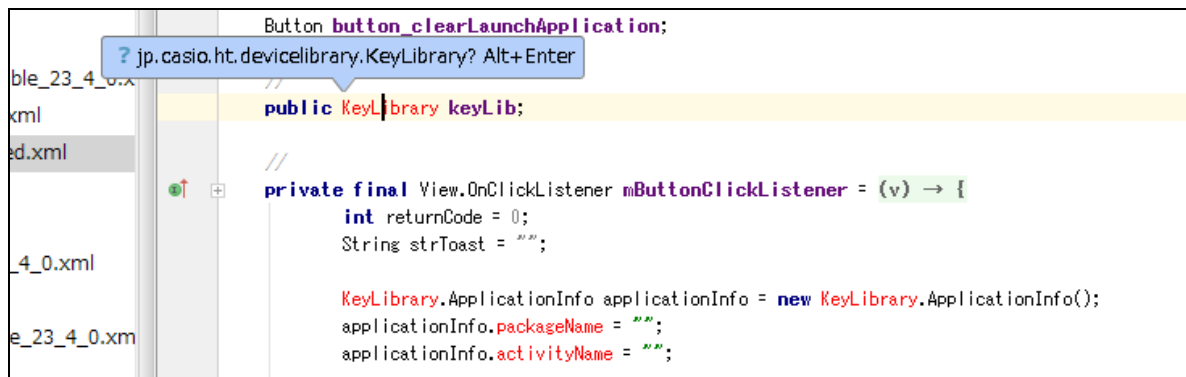 Button button_clearLaunchApplication;
? jp.casio.ht.devicelibrary.KeyLibrary? Alt+Enter
ble_23_4_0.x
//
xml
public KeyLibrary keyLib;
ed.xml
//
private final View.OnClickListener mButtonClickListener = (v) → {
int returnCode = 0;
String strToast = "";
_4_0.xml
KeyLibrary.ApplicationInfo applicationInfo = new KeyLibrary.ApplicationInfo();
applicationInfo.packageName = "";
e_23_4_0.xm
applicationInfo.activityName = "";